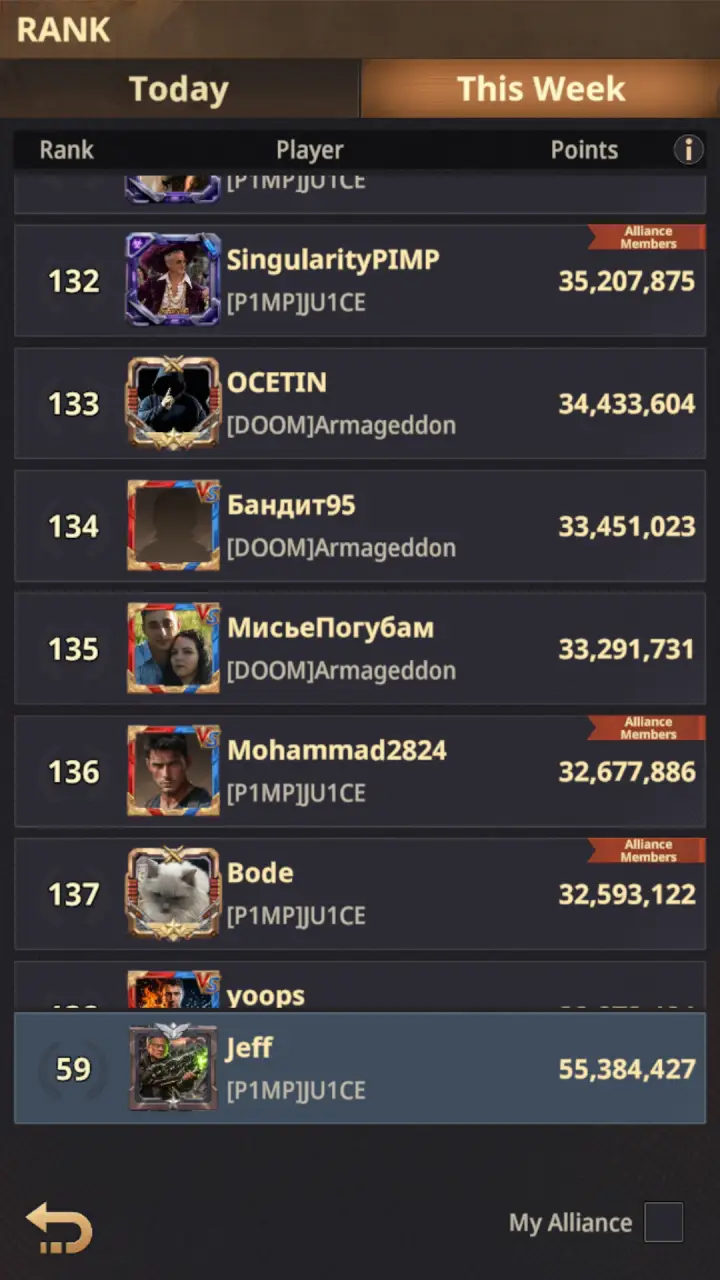 RANK
Today
This Week
Rank
Player
Points
[P1MP]JU1CE
132
SingularityPIMP
[P1MP]JU1CE
Alliance
Members
35,207,875
133
OCETIN
[DOOM]Armageddon
34,433,604
134
Бандит95
[DOOM]Armageddon
33,451,023
135
МисьеПогубам
[DOOM]Armageddon
33,291,731
136
Mohammad2824
[P1MP]JU1CE
Alliance
Members
32,677,886
137
Bode
[P1MP]JU1CE
Alliance
Members
32,593,122
yoops
59
Jeff
[P1MP]JU1CE
55,384,427
My Alliance